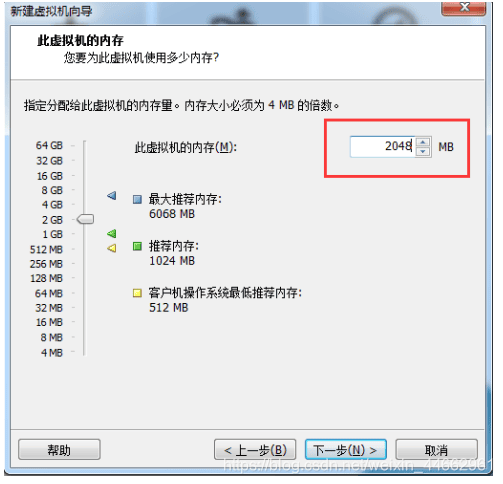 新建虚拟机向导
此虚拟机的内存
您要为此虚拟机使用多少内存?
指定分配给此虚拟机的内存量。内存大小必须为 4 MB 的倍数。
64 GB
32 GB
16 GB
8 GB
4 GB
2 GB
1 GB
512 MB
256 MB
128 MB
64 MB
32 MB
16 MB
8 MB
4 MB
此虚拟机的内存(M):
2048
MB
最大推荐内存:
6068 MB
推荐内存:
1024 MB
客户机操作系统最低推荐内存:
512 MB
帮助
< 上一步(B)
下一步(N) >
取消